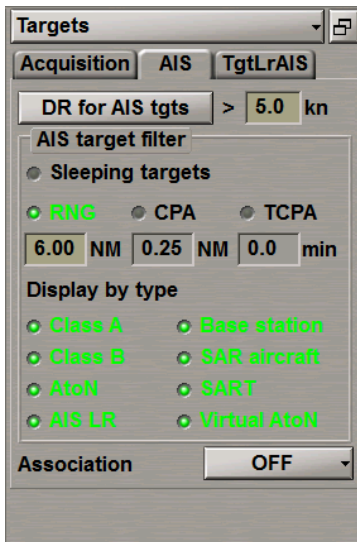 Targets
Acquisition AIS TgtLrAIS
DR for AIS tgts > 5.0 kn
AIS target filter
Sleeping targets
RNG CPA TCPA
6.00 NM 0.25 NM 0.0 min
Display by type
Class A Base station
Class B SAR aircraft
AtoN SART
AIS LR Virtual AtoN
Association OFF